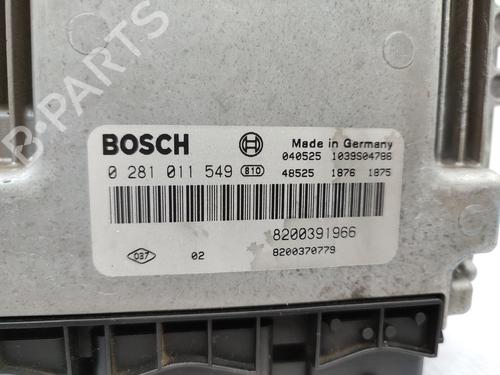 B-PARTS
BOSCH
Made in Germany
040525 1039S04786
0 281 011 549 810 48525 1876 1875
8200391966
037 02 8200370779